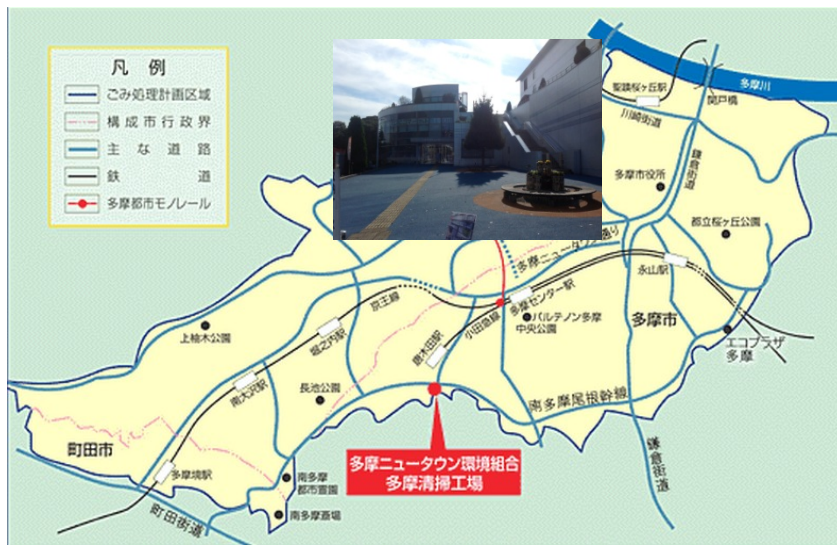 凡例
ごみ処理計画区域
構成市行政界
主な道路
鉄道
多摩都市モノレール
聖蹟桜ヶ丘駅
多摩川
関戸橋
川崎街道
鎌倉街道
多摩市役所
都立桜ヶ丘公園
多摩ニュータウン通り
永山駅
多摩センター駅
京王線
小田急線
パルテノン多摩
中央公園
多摩市
エコプラザ
多摩
上柚木公園
堀之内駅
唐木田駅
南大沢駅
長池公園
南多摩尾根幹線
町田市
多摩ニュータウン環境組合
多摩清掃工場
鎌倉街道
多摩境駅
南多摩
都市霊園
南多摩斎場
町田街道